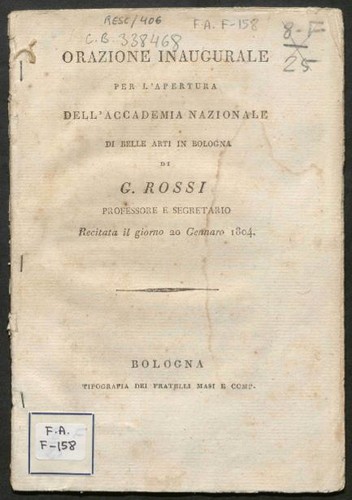 RESC/406
F.A. F-158
C.B. 338468
8-F
25
ORAZIONE INAUGURALE
PER L'APERTURA
DELL'ACCADEMIA NAZIONALE
DI BELLE ARTI IN BOLOGNA
DI
G. ROSSI
PROFESSORE E SEGRETARIO
Recitata il giorno 20 Gennaro 1804.
BOLOGNA
TIPOGRAFIA DEI FRATELLI MASI E COMP.
F.A.
F-158